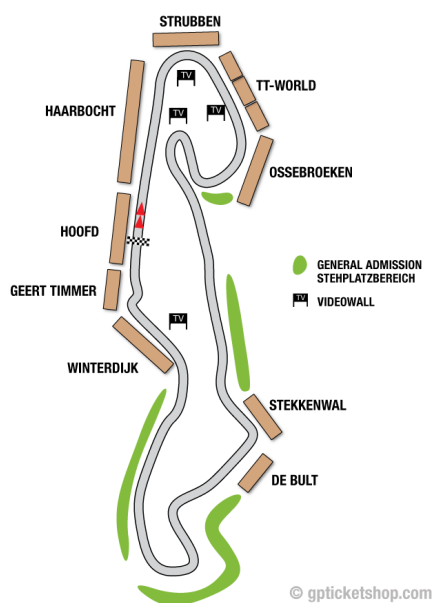 STRUBBEN
TV
TT-WORLD
HAARBOCHT
TV
TV
OSSEBROEKEN
HOOFD
GENERAL ADMISSION
STEHPLATZBEREICH
GEERT TIMMER
TV
VIDEOWALL
TV
WINTERDIJK
STEKKENWAL
DE BULT
© gpticketshop.com